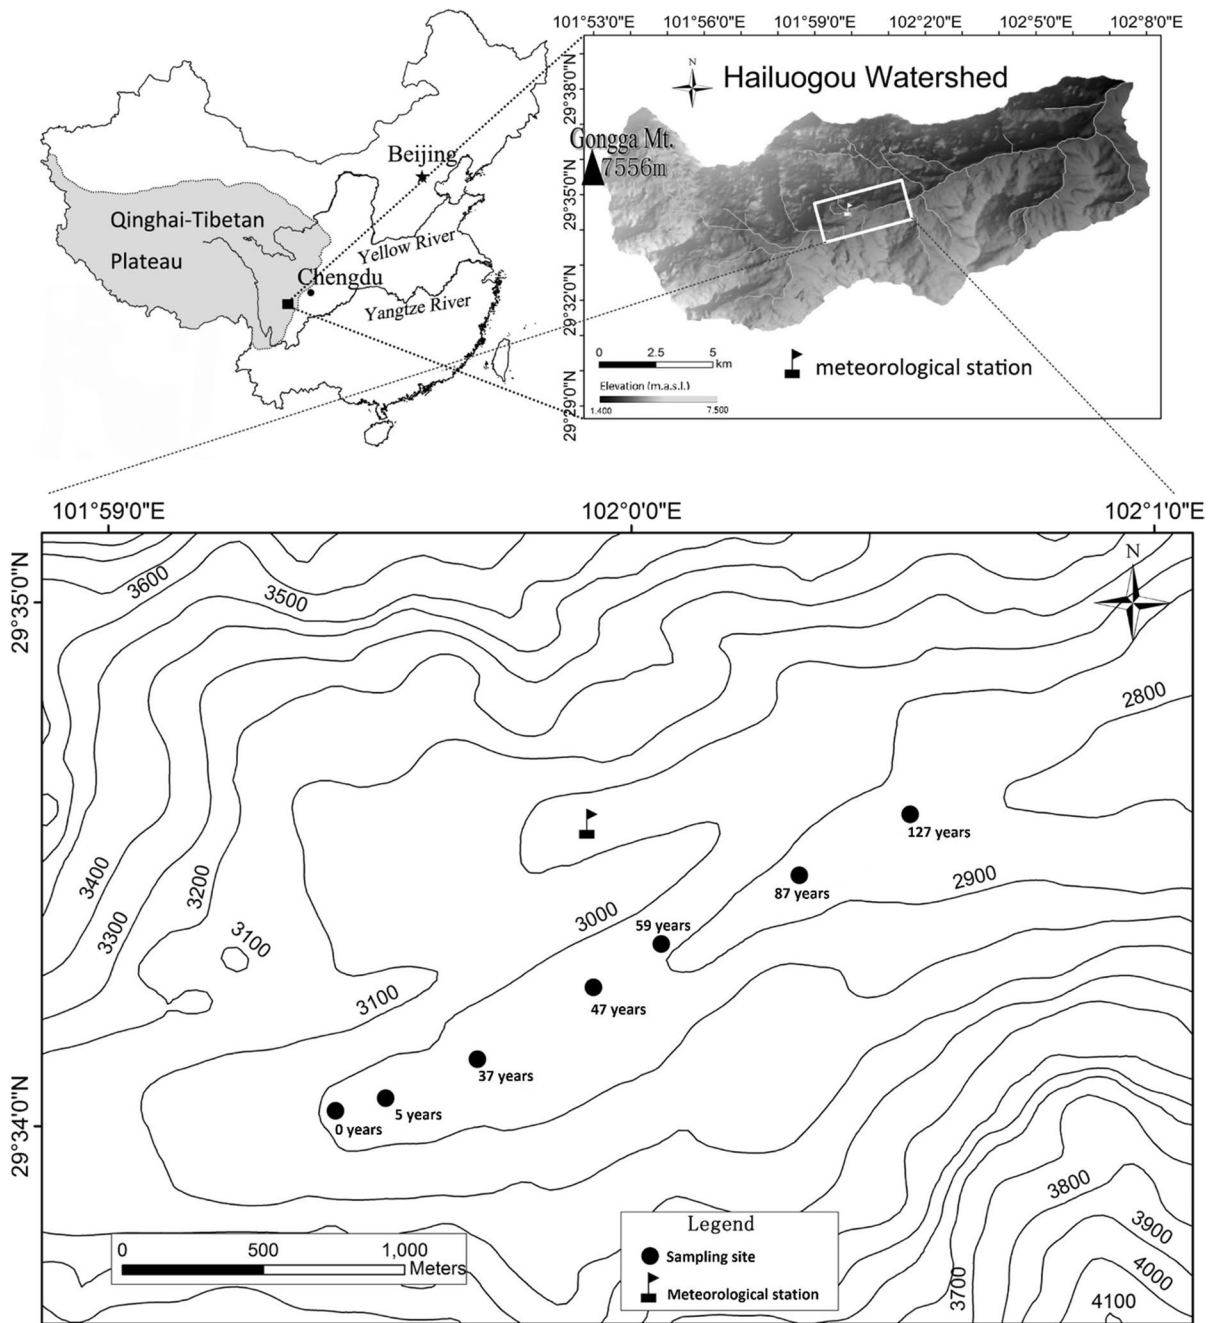 101°53'0"E
101°56'0"E
101°59'0"E
102°2'0"E
102°5'0"E
102°8'0"E
29°38'0"N
29°35'0"N
29°32'0"N
29°29'0"N
N
Hailuogou Watershed
Gongga Mt.
7556m
Beijing
Qinghai-Tibetan
Plateau
Yellow River
Chengdu
Yangtze River
0 2.5 5
km
meteorological station
Elevation (m.a.s.l.)
1.400 7.500
101°59'0"E
102°0'0"E
102°1'0"E
29°35'0"N
29°34'0"N
N
3600
3500
2800
3400
3300
3200
3100
3100
3000
2900
127 years
87 years
59 years
47 years
37 years
5 years
0 years
3800
3900
4000
4100
3700
0 500 1,000
Meters
Legend
Sampling site
Meteorological station